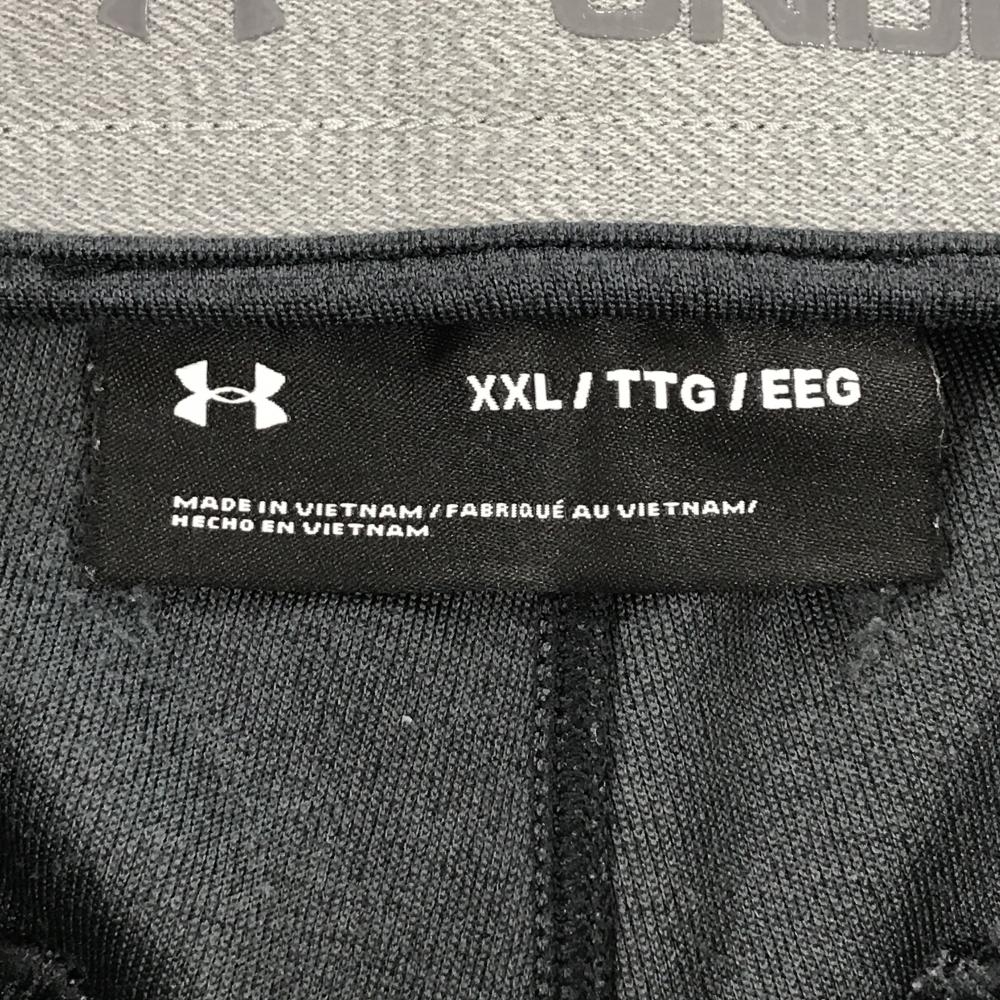 XXL / TTG / EEG
MADE IN VIETNAM / FABRIQUÉ AU VIETNAM/
HECHO EN VIETNAM